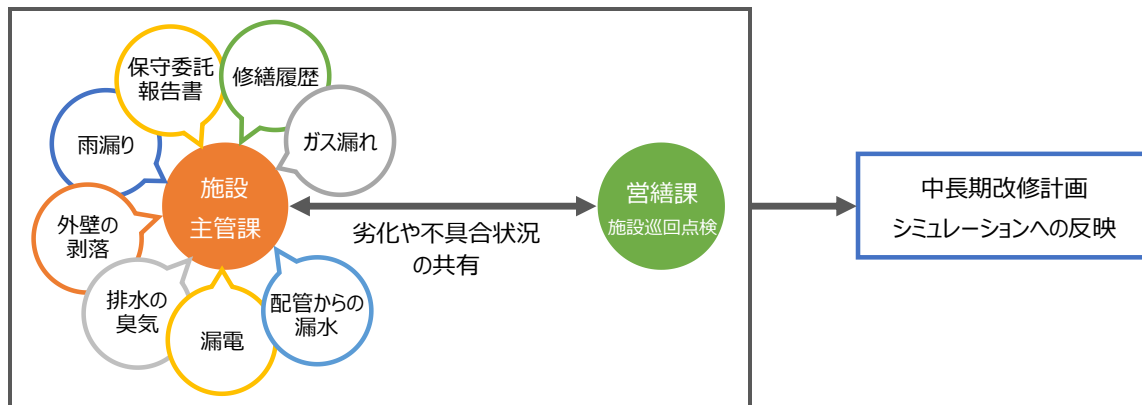 保守委託
報告書
修繕履歴
ガス漏れ
雨漏り
施設
主管課
外壁の
剥落
排水の
臭気
漏電
配管からの
漏水
劣化や不具合状況
の共有
営繕課
施設巡回点検
中長期改修計画
シミュレーションへの反映